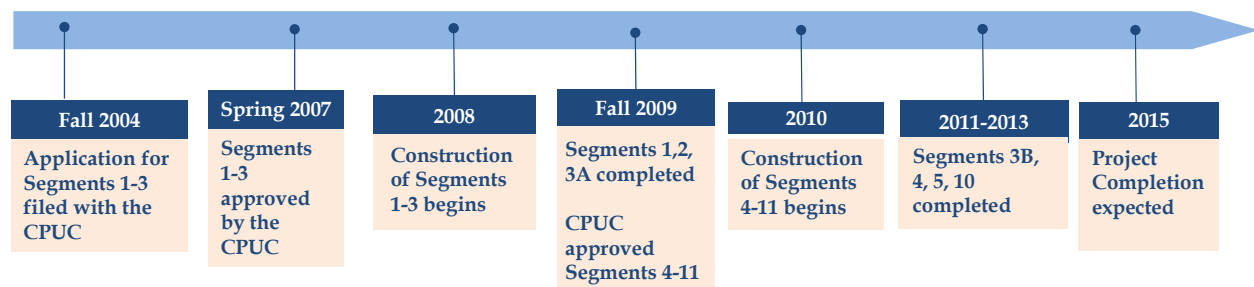 Fall 2004
Application for
Segments 1-3
filed with the
CPUC
Spring 2007
Segments
1-3
approved
by the
CPUC
2008
Construction
of Segments
1-3 begins
Fall 2009
Segments 1,2,
3A completed
CPUC
approved
Segments 4-11
2010
Construction
of Segments
4-11 begins
2011-2013
Segments 3B,
4, 5, 10
completed
2015
Project
Completion
expected